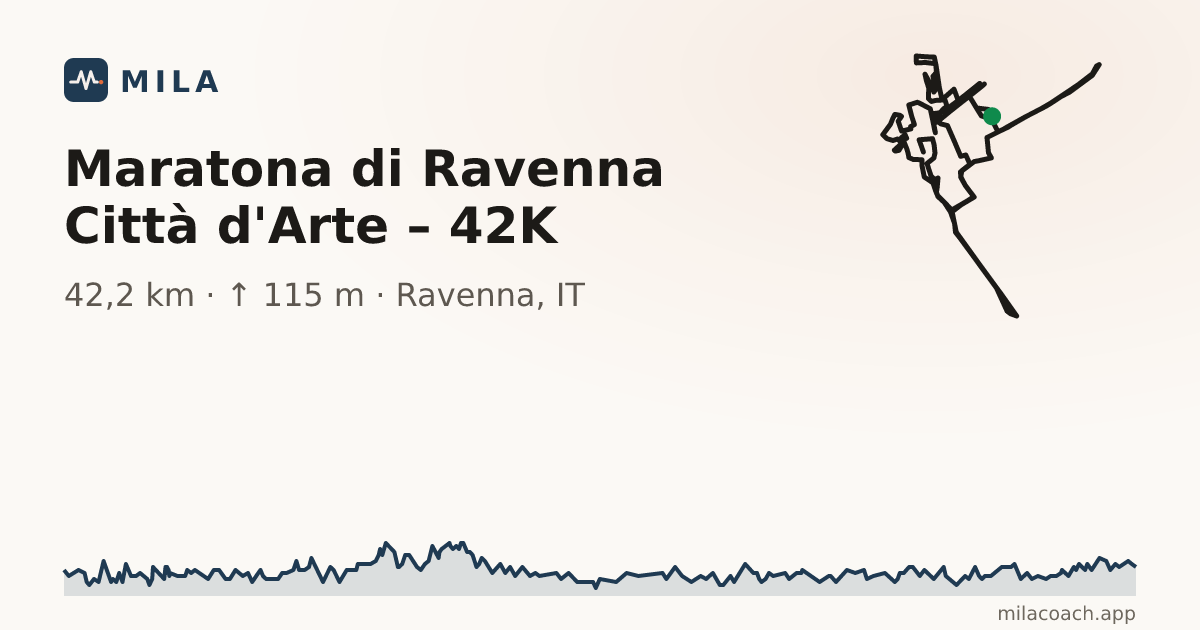 MILA
Maratona di Ravenna
Città d'Arte – 42K
42,2 km · ↑ 115 m · Ravenna, IT
milacoach.app